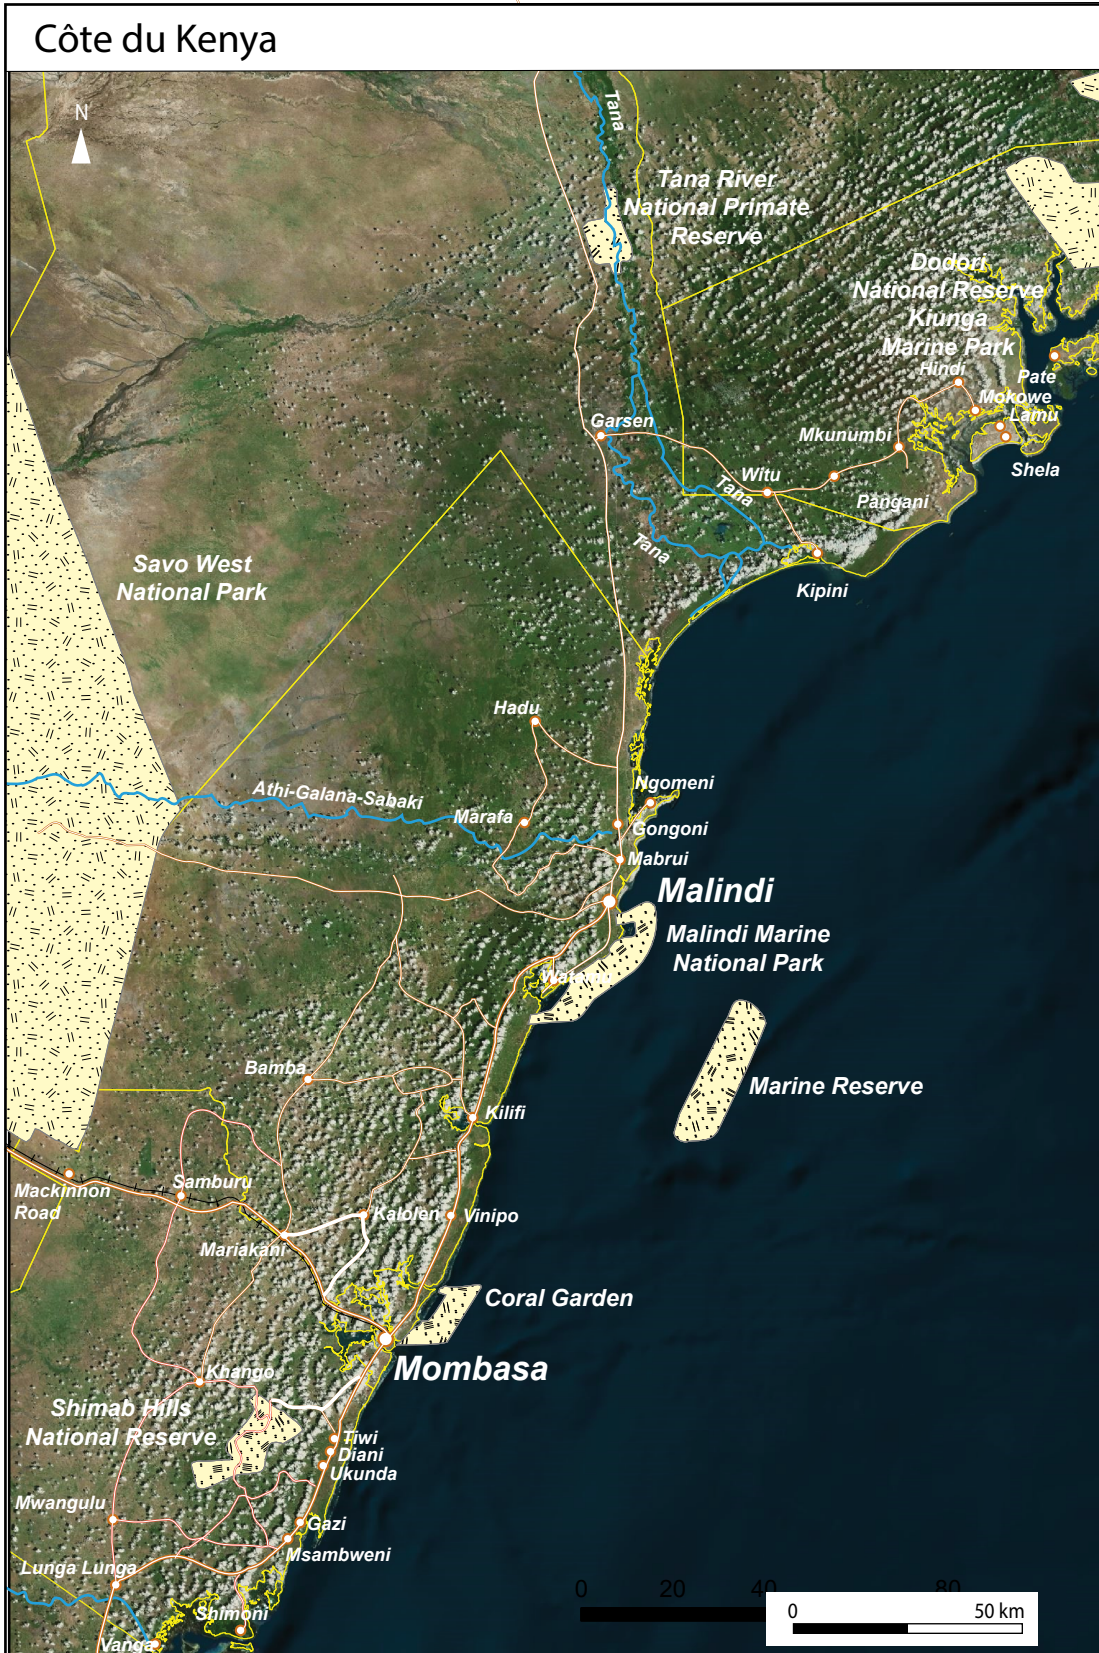 Côte du Kenya
N
Tana
Tana River
National Primate
Reserve
Dodori
National Reserve
Kiunga
Marine Park
Hindi
Pate
Mokowe
Lamu
Shela
Mkunumbi
Garsen
Witu
Tana
Pangani
Tana
Kipini
Savo West
National Park
Hadu
Ngomeni
Athi-Galana-Sabaki
Marafa
Gongoni
Mabrui
Malindi
Malindi Marine
National Park
Marine Reserve
Bamba
Kilifi
Mackinnon
Road
Samburu
Kalolen
Vinipo
Mariakani
Coral Garden
Mombasa
Khango
Shimab Hills
National Reserve
Tiwi
Diani
Ukunda
Mwangulu
Gazi
Msambweni
Lunga Lunga
Shimoni
Vanga
0 20 40 80
0 50 km